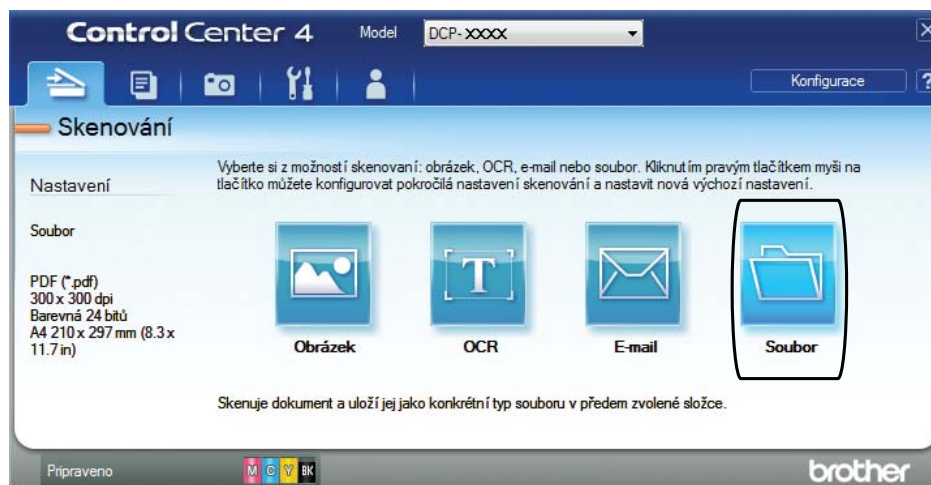 Control Center 4 Model DCP-XXXX X
Konfigurace ?
Skenování
Vyberte si z možností skenovaní: obrázek, OCR, e-mail nebo soubor. Kliknutím pravým tlačítkem myši na
tlačítko můžete konfigurovat pokročilá nastavení skenování a nastavit nová výchozí nastavení.
Nastavení
Soubor
PDF (*.pdf)
300 x 300 dpi
Barevná 24 bitů
A4 210 x 297 mm (8.3 x
11.7 in)
T
Obrázek OCR E-mail Soubor
Skenuje dokument a uloží jej jako konkrétní typ souboru v předem zvolené složce.
Pripraveno M C Y BK brother